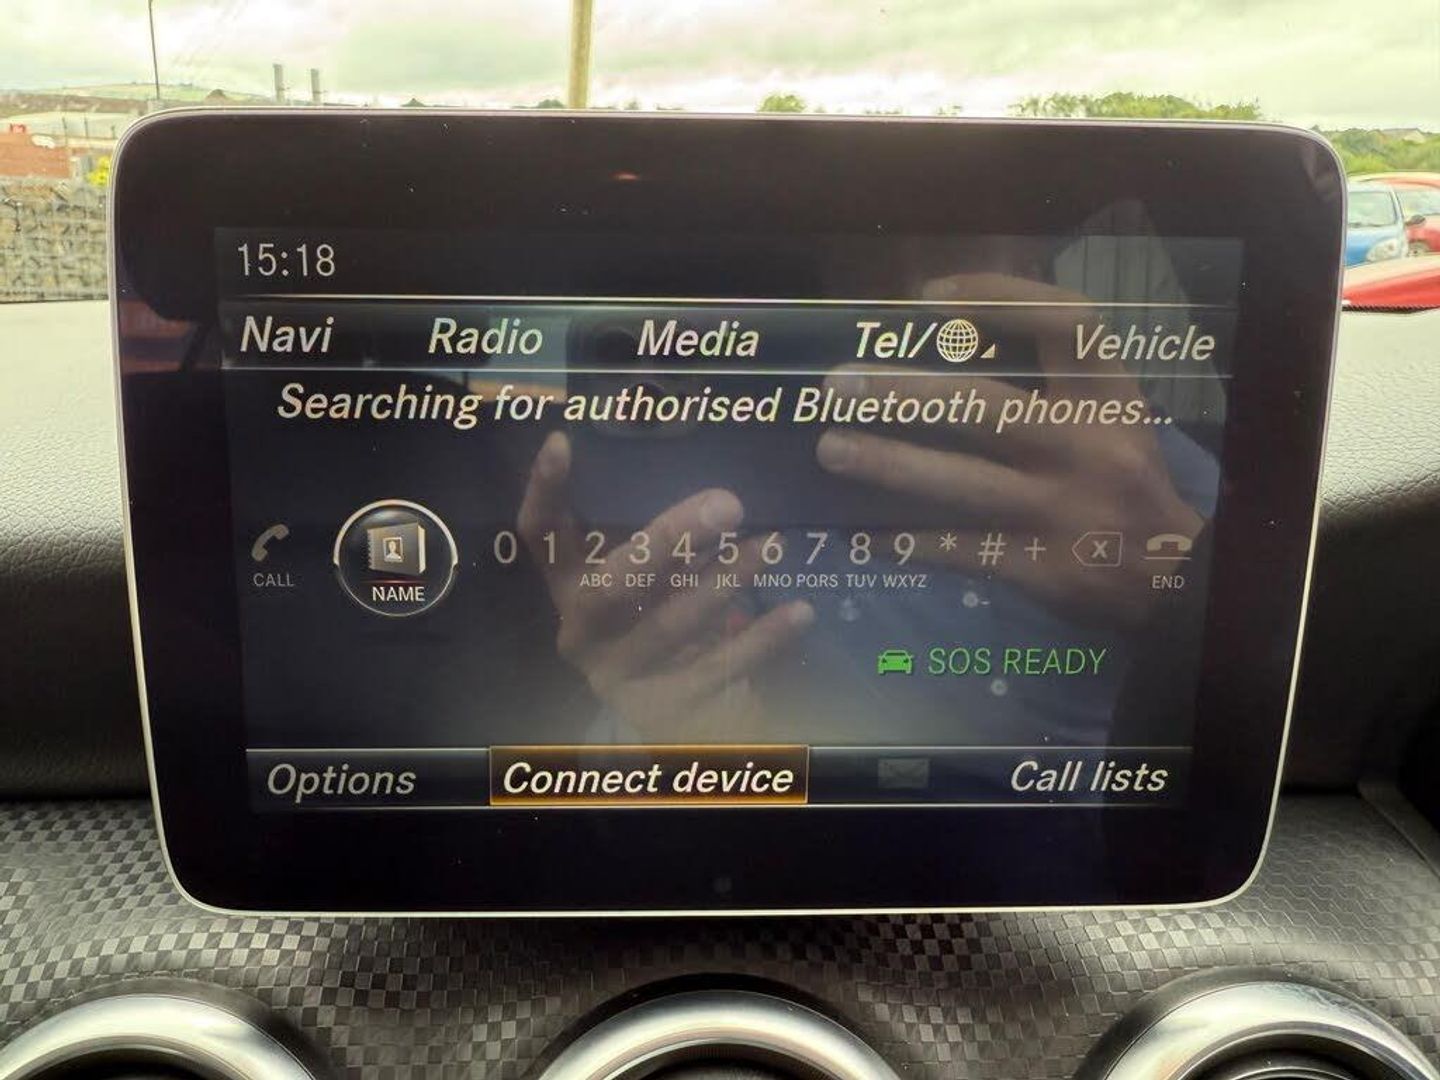 15:18
Navi Radio Media Tel/ Vehicle
Searching for authorised Bluetooth phones...
0 1 2 3 4 5 6 7 8 9 * # + X
CALL NAME ABC DEF GHI JKL MNO PQRS TUV WXYZ END
SOS READY
Options Connect device Call lists